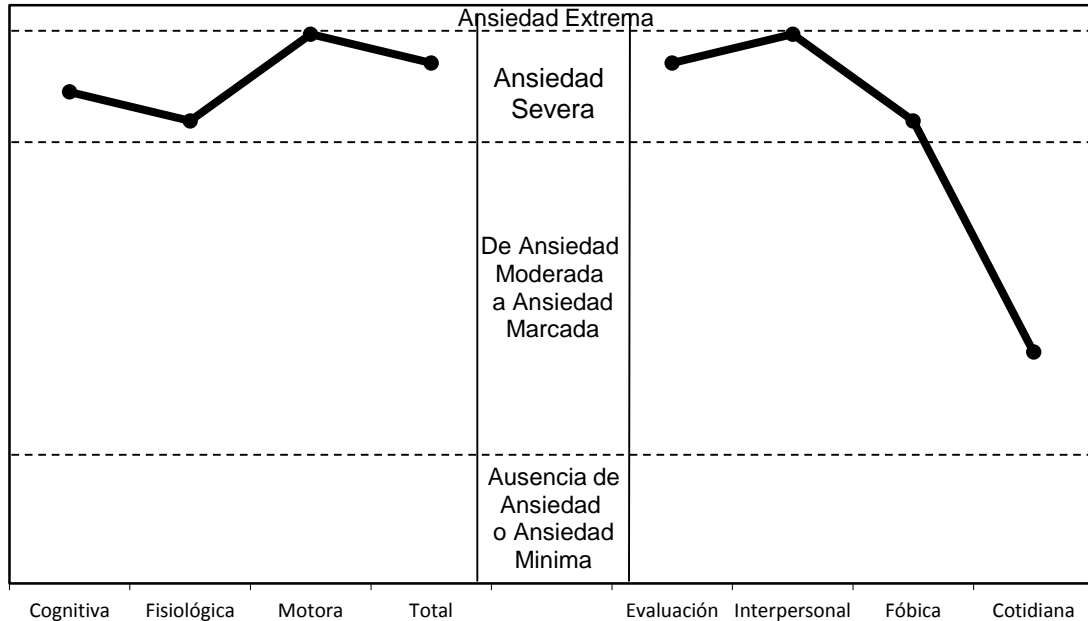 Ansiedad Extrema
Ansiedad
Severa
De Ansiedad
Moderada
a Ansiedad
Marcada
Ausencia de
Ansiedad
o Ansiedad
Minima
Cognitiva Fisiológica Motora Total Evaluación Interpersonal Fóbica Cotidiana